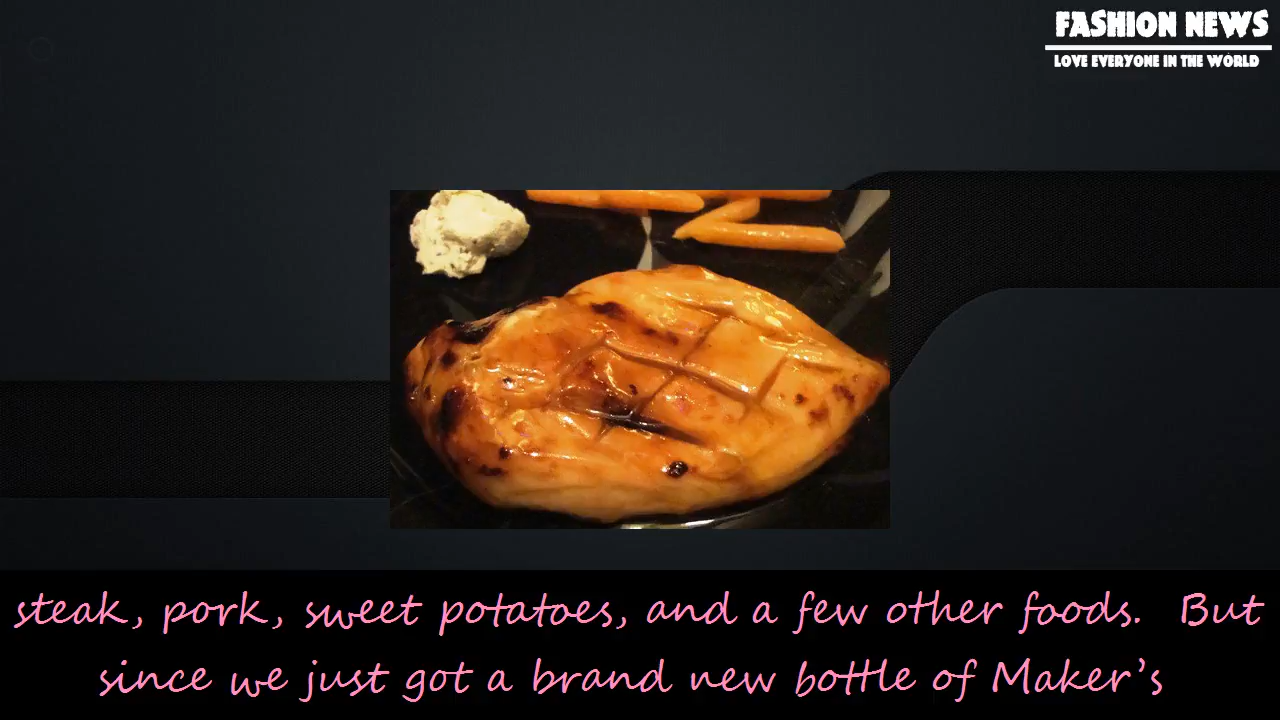 FASHION NEWS
LOVE EVERYONE IN THE WORLD
steak, pork, sweet potatoes, and a few other foods. But
since we just got a brand new bottle of Maker’s